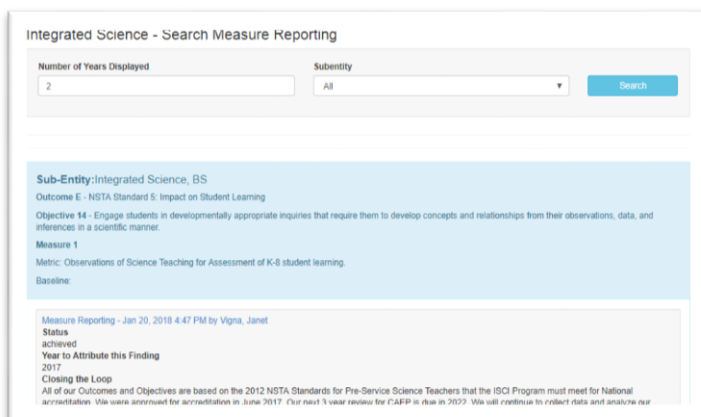 Integrated Science - Search Measure Reporting
Number of Years Displayed
Subentity
2
All
Search
Sub-Entity:Integrated Science, BS
Outcome E - NSTA Standard 5: Impact on Student Learning
Objective 14 - Engage students in developmentally appropriate inquiries that require them to develop concepts and relationships from their observations, data, and
inferences in a scientific manner.
Measure 1
Metric: Observations of Science Teaching for Assessment of K-8 student learning.
Baseline:
Measure Reporting - Jan 20, 2018 4:47 PM by Vigna, Janet
Status
achieved
Year to Attribute this Finding
2017
Closing the Loop
All of our Outcomes and Objectives are based on the 2012 NSTA Standards for Pre-Service Science Teachers that the ISCI Program must meet for National
accreditation. We were approved for accreditation in June 2017. Our next 3 year review for CAEP is due in 2022. We will continue to collect data and analyze our